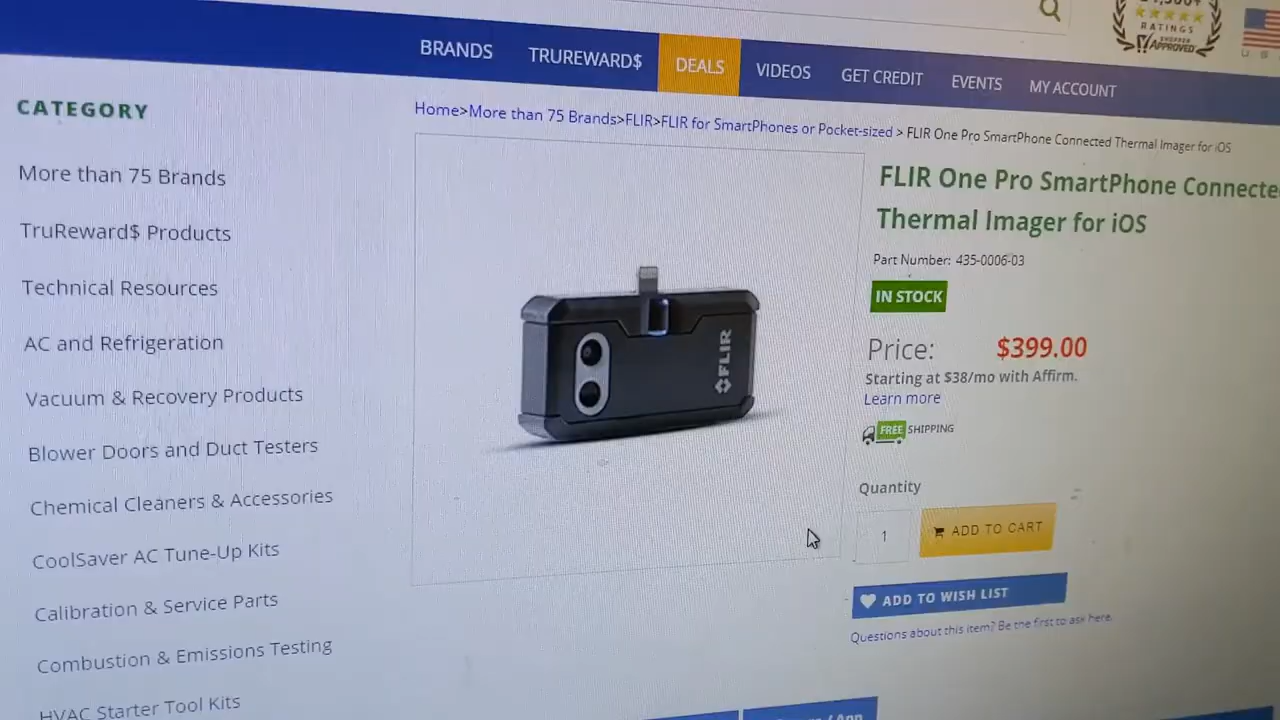 RATINGS
SHOPPER
APPROVED
BRANDS
TRUREWARD$
DEALS
VIDEOS
GET CREDIT
EVENTS
MY ACCOUNT
CATEGORY
Home>More than 75 Brands>FLIR>FLIR for SmartPhones or Pocket-sized > FLIR One Pro SmartPhone Connected Thermal Imager for iOS
More than 75 Brands
TruReward$ Products
Technical Resources
AC and Refrigeration
Vacuum & Recovery Products
Blower Doors and Duct Testers
Chemical Cleaners & Accessories
CoolSaver AC Tune-Up Kits
Calibration & Service Parts
Combustion & Emissions Testing
HVAC Starter Tool Kits
FLIR
FLIR One Pro SmartPhone Connecte
Thermal Imager for iOS
Part Number: 435-0006-03
IN STOCK
Price: $399.00
Starting at $38/mo with Affirm.
Learn more
FREE SHIPPING
Quantity
1
ADD TO CART
ADD TO WISH LIST
Questions about this item? Be the first to ask here.